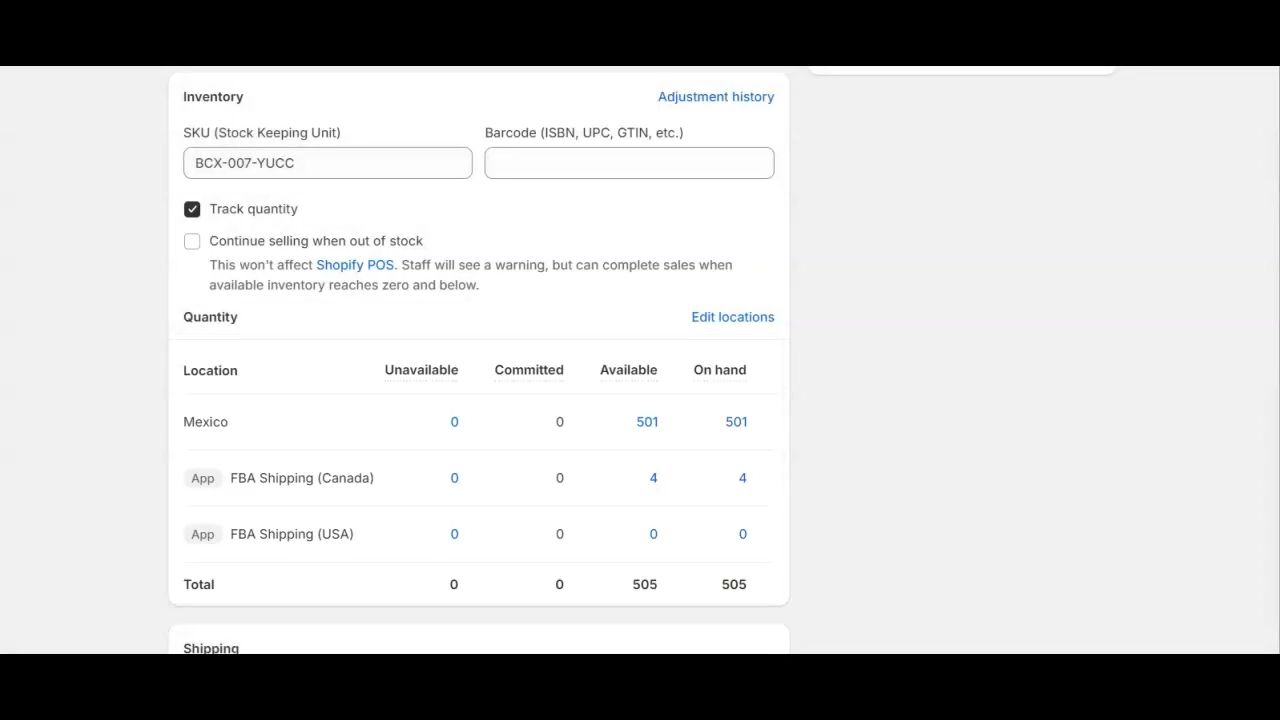 Inventory Adjustment history
SKU (Stock Keeping Unit) Barcode (ISBN, UPC, GTIN, etc.)
BCX-007-YUCC
Track quantity
Continue selling when out of stock
This won't affect Shopify POS. Staff will see a warning, but can complete sales when
available inventory reaches zero and below.
Quantity Edit locations
Location Unavailable Committed Available On hand
Mexico 0 0 501 501
App FBA Shipping (Canada) 0 0 4 4
App FBA Shipping (USA) 0 0 0 0
Total 0 0 505 505
Shipping